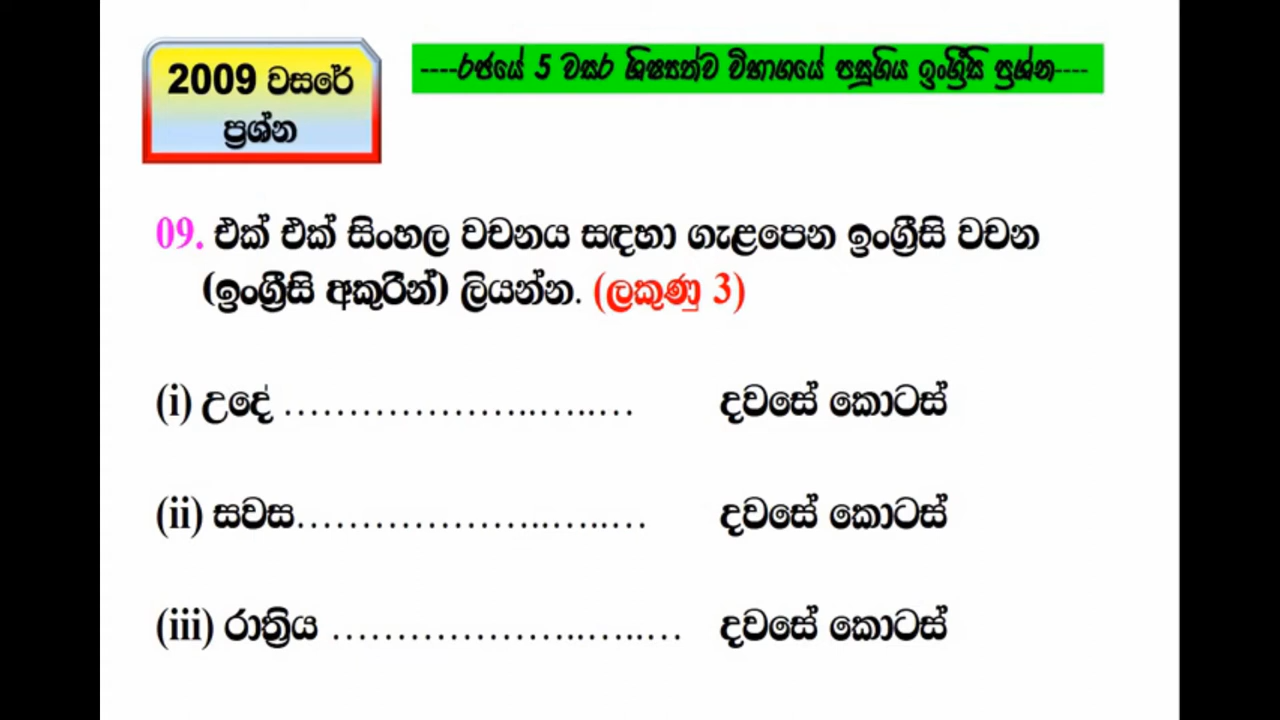 2009 වසරේ
ප්‍රශ්න
----රජයේ 5 වසර ශිෂ්‍යත්ව විභාගයේ පසුගිය ඉංග්‍රීසි ප්‍රශ්න----
09. එක් එක් සිංහල වචනය සඳහා ගැළපෙන ඉංග්‍රීසි වචන
(ඉංග්‍රීසි අකුරින්) ලියන්න. (ලකුණු 3)
(i) උදේ ………………..…..… දවසේ කොටස්
(ii) සවස………………..…..… දවසේ කොටස්
(iii) රාත්‍රිය ………………..…..… දවසේ කොටස්